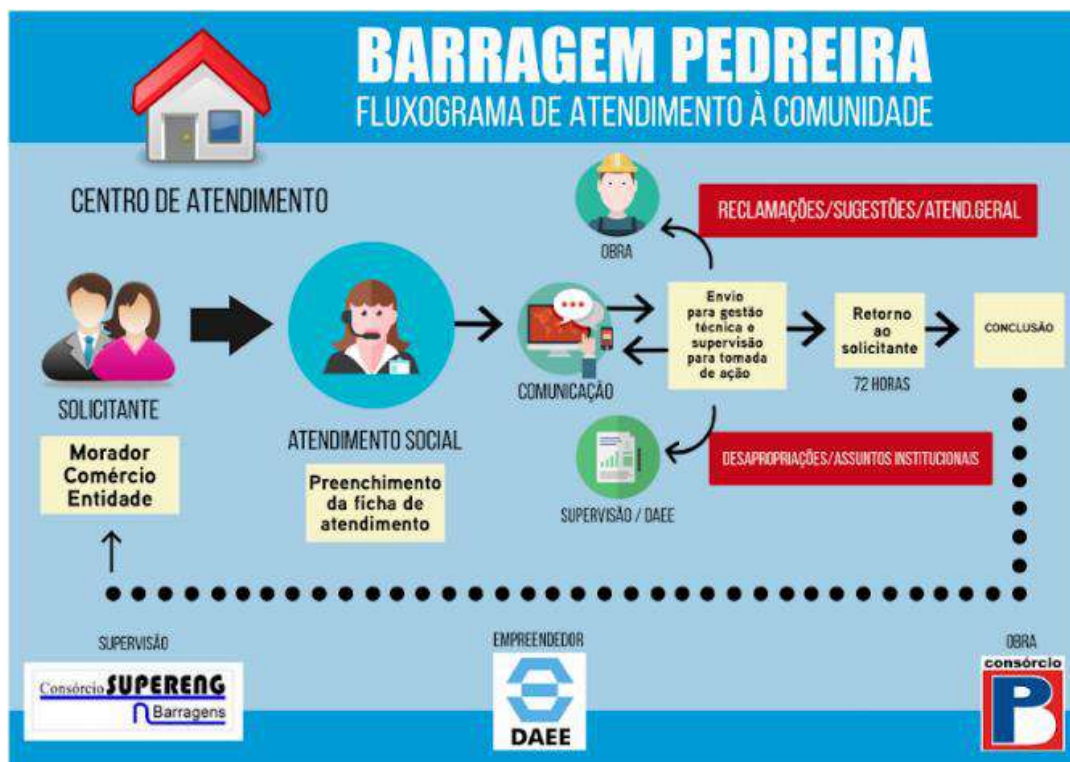 BARRAGEM PEDREIRA
FLUXOGRAMA DE ATENDIMENTO À COMUNIDADE
CENTRO DE ATENDIMENTO
SOLICITANTE
Morador
Comércio
Entidade
ATENDIMENTO SOCIAL
Preenchimento
da ficha de
atendimento
COMUNICAÇÃO
OBRA
RECLAMAÇÕES/SUGESTÕES/ATEND.GERAL
Envio
para gestão
técnica e
supervisão
para tomada
de ação
SUPERVISÃO / DAEE
DESAPROPRIAÇÕES/ASSUNTOS INSTITUCIONAIS
Retorno
ao
solicitante
72 HORAS
CONCLUSÃO
SUPERVISÃO
Consórcio SUPERENG
Barragens
EMPREENDEDOR
DAEE
OBRA
consórcio
PB